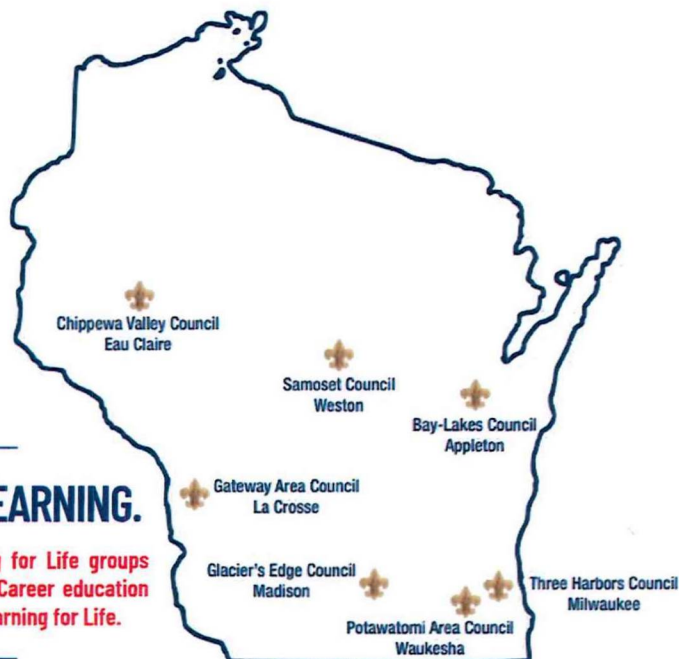 Chippewa Valley Council
Eau Claire
Samoset Council
Weston
Bay-Lakes Council
Appleton
EARNING.
Gateway Area Council
La Crosse
g for Life groups
Career education
arning for Life.
Glacier's Edge Council
Madison
Three Harbors Council
Milwaukee
Potawatomi Area Council
Waukesha